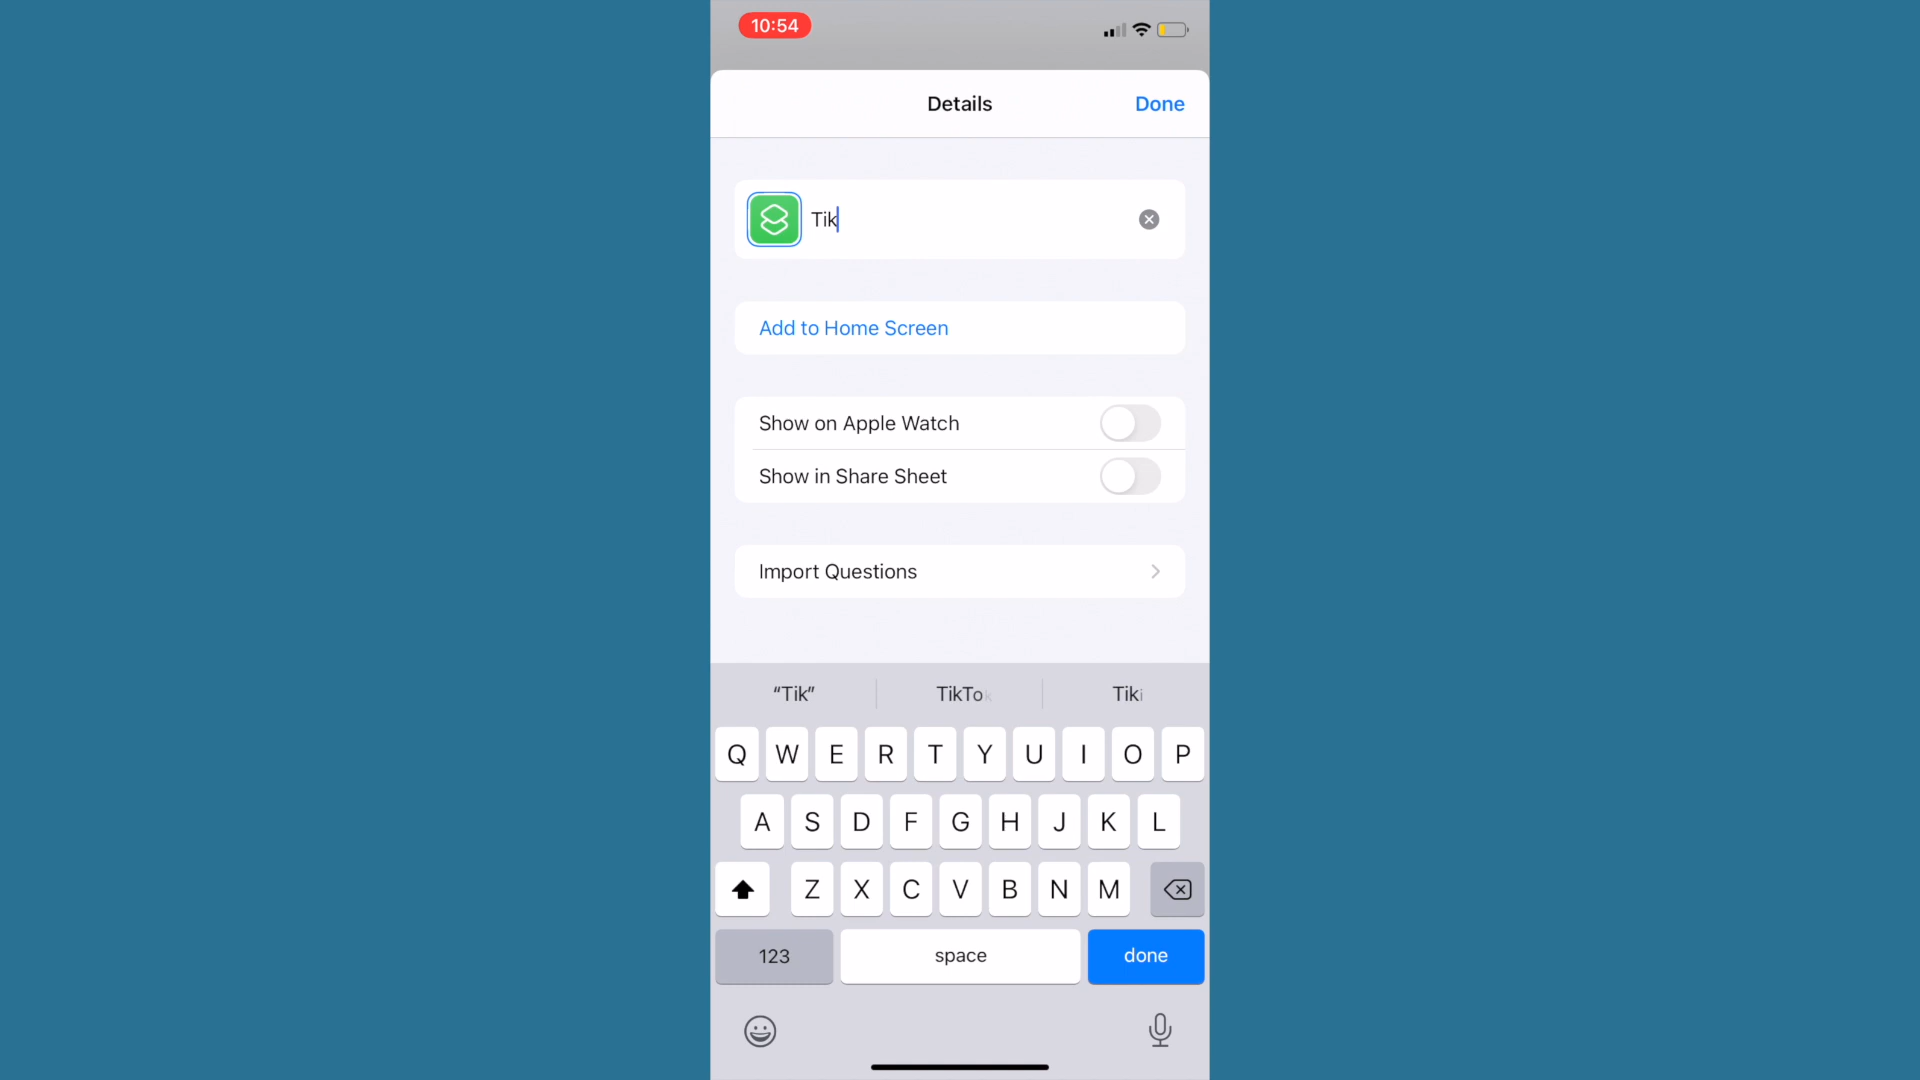 10:54
Details
Done
Tik
Add to Home Screen
Show on Apple Watch
Show in Share Sheet
Import Questions
“Tik” TikTok Tiki
Q W E R T Y U I O P
A S D F G H J K L
Z X C V B N M
123 space done